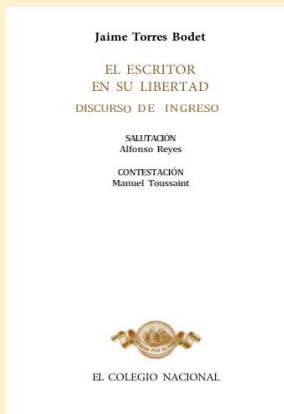 Jaime Torres Bodet
EL ESCRITOR
EN SU LIBERTAD
DISCURSO DE INGRESO
SALUTACIÓN
Alfonso Reyes
CONTESTACIÓN
Manuel Toussaint
EL COLEGIO NACIONAL